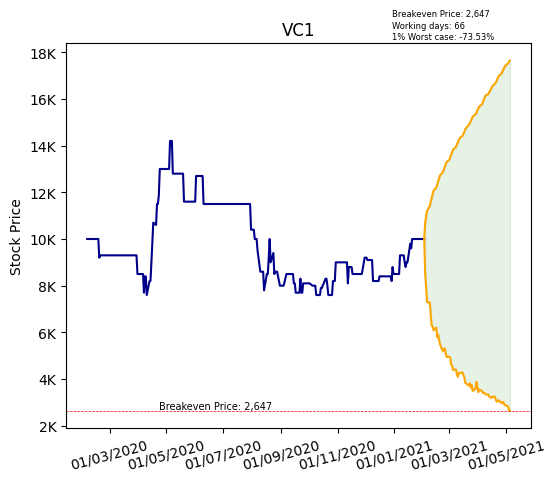 Breakeven Price: 2,647
Working days: 66
1% Worst case: -73.53%
VC1
Stock Price
18K
16K
14K
12K
10K
8K
6K
4K
2K
Breakeven Price: 2,647
01/03/2020
01/05/2020
01/07/2020
01/09/2020
01/11/2020
01/01/2021
01/03/2021
01/05/2021